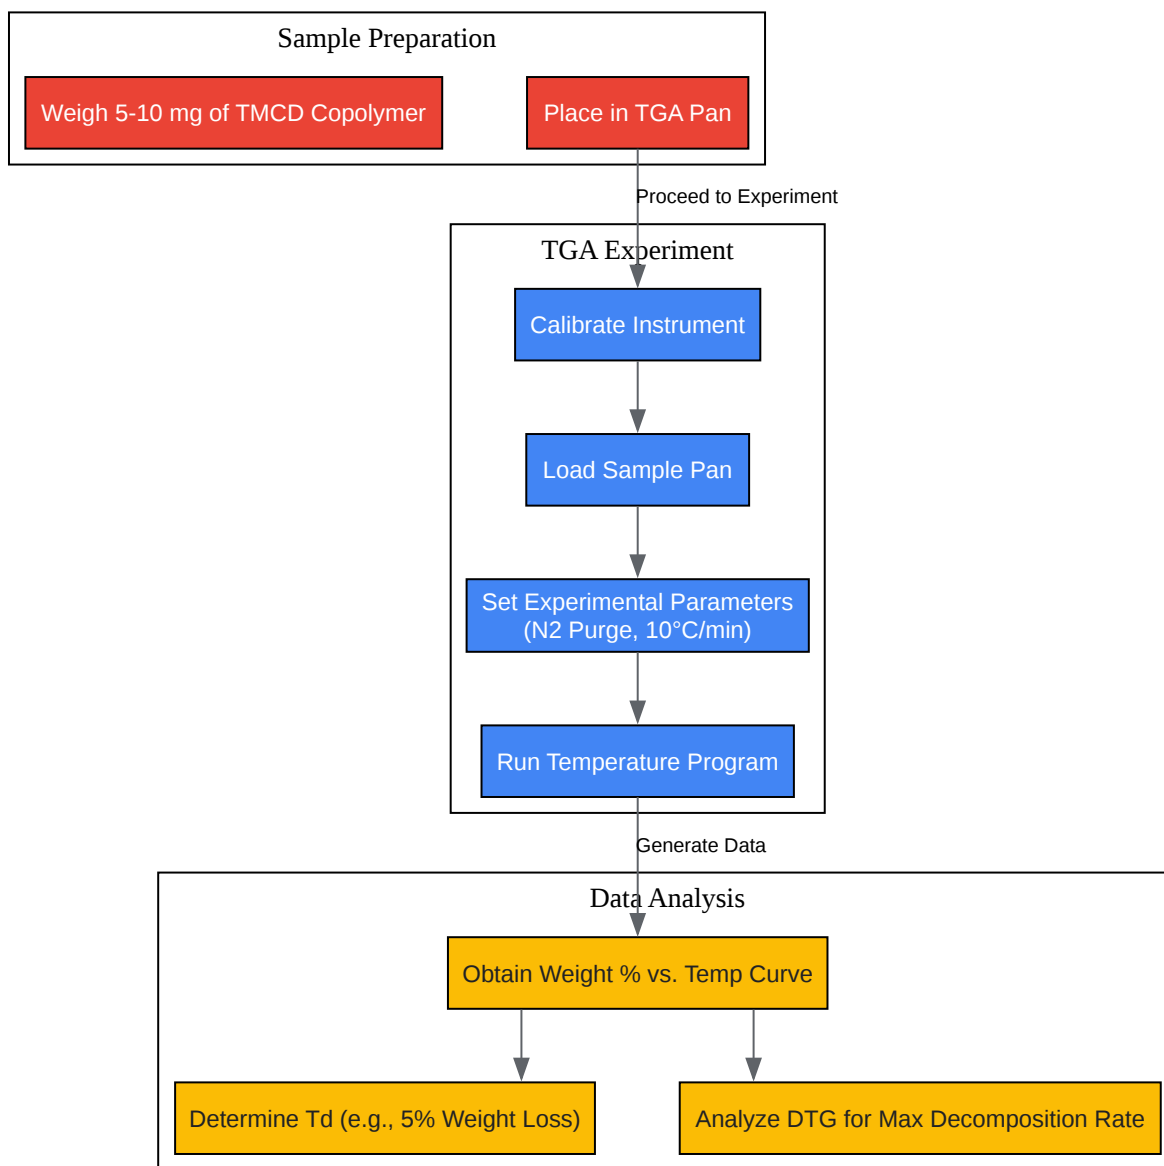 Sample Preparation
Weigh 5-10 mg of TMCD Copolymer
Place in TGA Pan
Proceed to Experiment
TGA Experiment
Calibrate Instrument
Load Sample Pan
Set Experimental Parameters
(N2 Purge, 10°C/min)
Run Temperature Program
Generate Data
Data Analysis
Obtain Weight % vs. Temp Curve
Determine Td (e.g., 5% Weight Loss)
Analyze DTG for Max Decomposition Rate